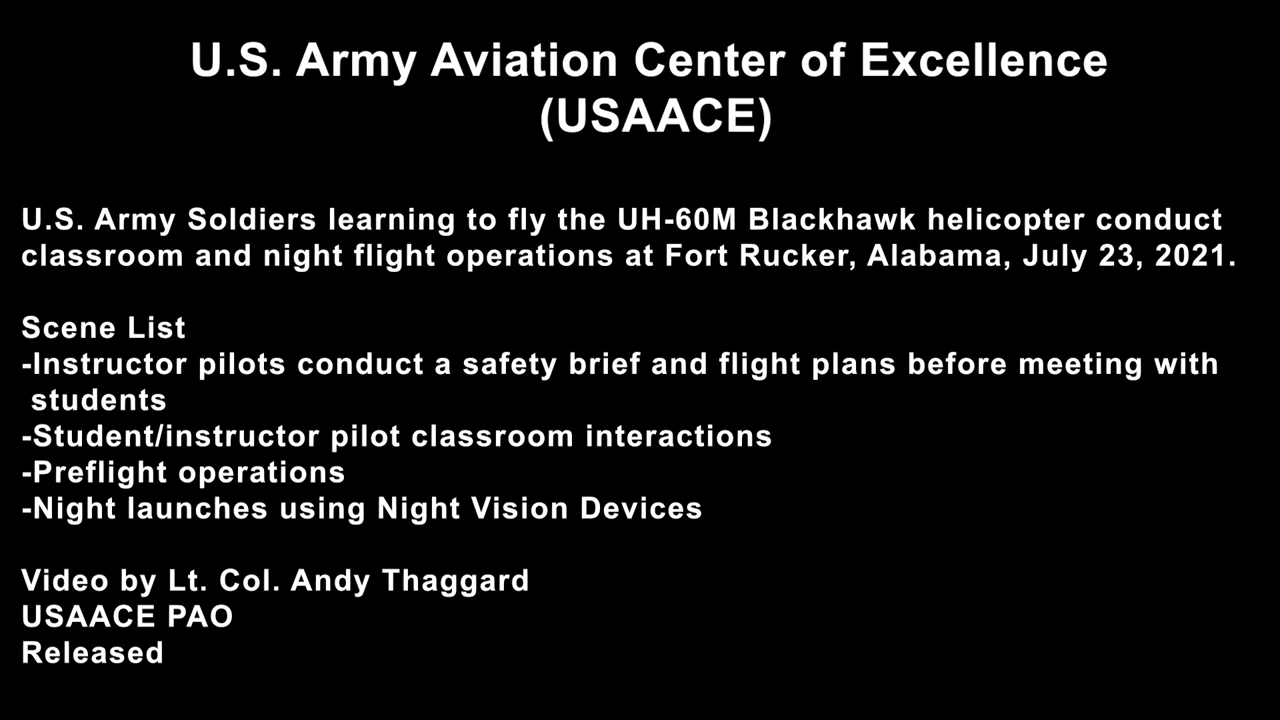 U.S. Army Aviation Center of Excellence
(USAACE)
U.S. Army Soldiers learning to fly the UH-60M Blackhawk helicopter conduct
classroom and night flight operations at Fort Rucker, Alabama, July 23, 2021.
Scene List
-Instructor pilots conduct a safety brief and flight plans before meeting with
students
-Student/instructor pilot classroom interactions
-Preflight operations
-Night launches using Night Vision Devices
Video by Lt. Col. Andy Thaggard
USAACE PAO
Released